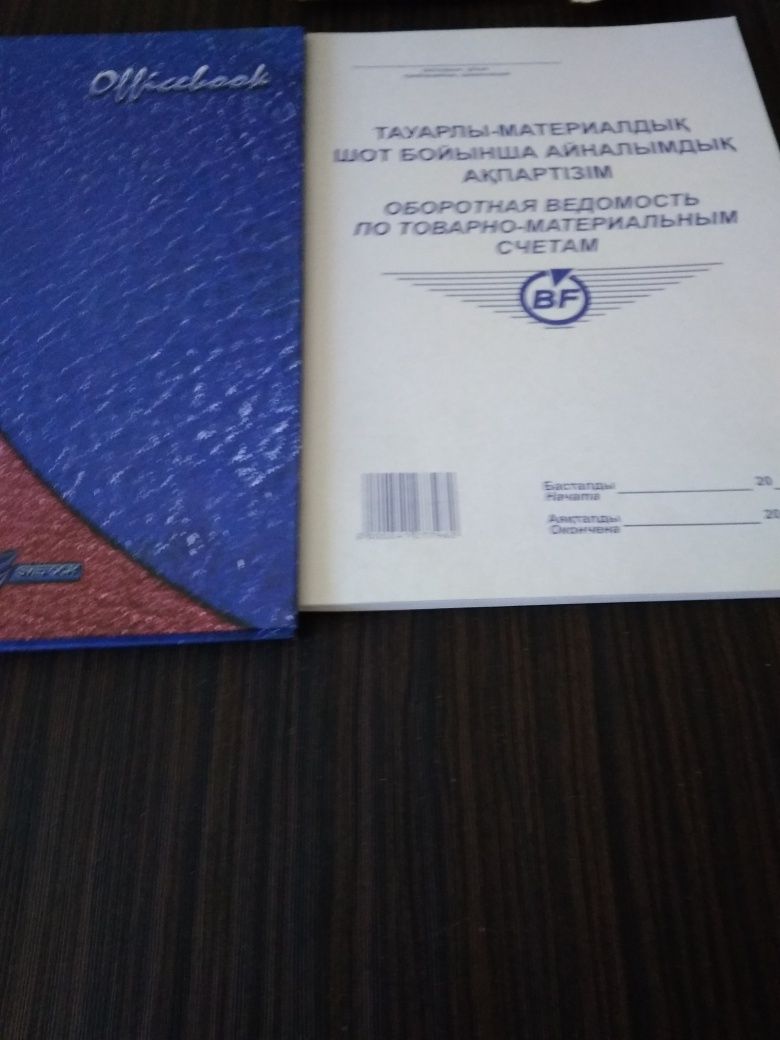 Officebook
ТАУАРЛЫ-МАТЕРИАЛДЫҚ
ШОТ БОЙЫНША АЙНАЛЫМДЫҚ
АҚПАРТІЗІМ
ОБОРОТНАЯ ВЕДОМОСТЬ
ПО ТОВАРНО-МАТЕРИАЛЬНЫМ
СЧЕТАМ
BF
Басталды
Начата 20
Аяқталды
Окончена 20